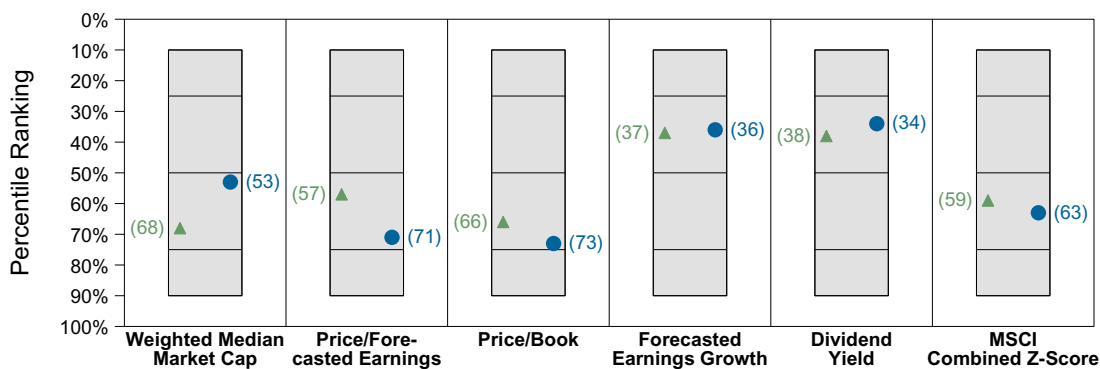 Percentile Ranking
0%
10%
20%
30%
40%
50%
60%
70%
80%
90%
100%
(68)
(53)
(57)
(71)
(66)
(73)
(37)
(36)
(38)
(34)
(59)
(63)
Weighted Median
Market Cap
Price/Fore-
casted Earnings
Price/Book
Forecasted
Earnings Growth
Dividend
Yield
MSCI
Combined Z-Score